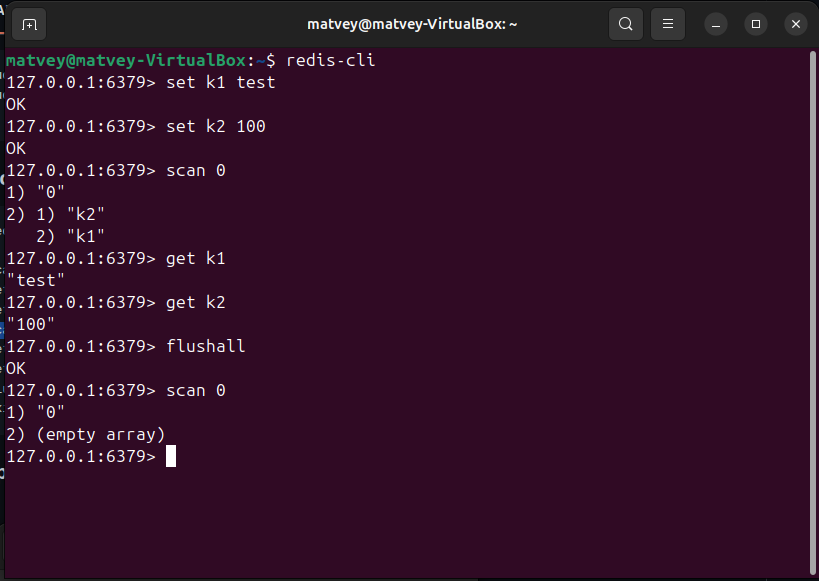 matvey@matvey-VirtualBox: ~
matvey@matvey-VirtualBox:~$ redis-cli
127.0.0.1:6379> set k1 test
OK
127.0.0.1:6379> set k2 100
OK
127.0.0.1:6379> scan 0
1) "0"
2) 1) "k2"
   2) "k1"
127.0.0.1:6379> get k1
"test"
127.0.0.1:6379> get k2
"100"
127.0.0.1:6379> flushall
OK
127.0.0.1:6379> scan 0
1) "0"
2) (empty array)
127.0.0.1:6379>